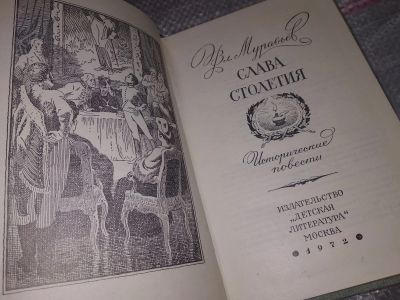 Вл. Муравьев
СЛАВА
СТОЛЕТИЯ
Исторические
повести
ИЗДАТЕЛЬСТВО
„ДЕТСКАЯ
ЛИТЕРАТУРА“
МОСКВА
1972